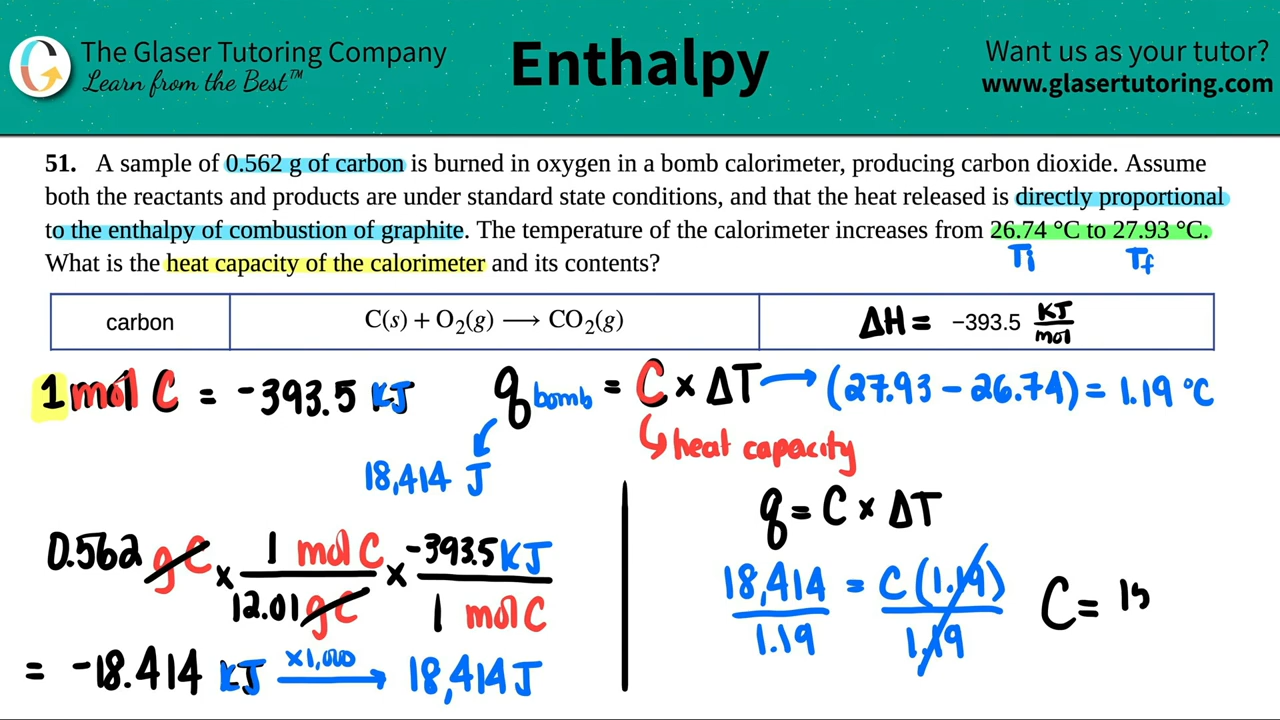 The Glaser Tutoring Company
Learn from the Best™
Enthalpy
Want us as your tutor?
www.glasertutoring.com
51. A sample of 0.562 g of carbon is burned in oxygen in a bomb calorimeter, producing carbon dioxide. Assume
both the reactants and products are under standard state conditions, and that the heat released is directly proportional
to the enthalpy of combustion of graphite. The temperature of the calorimeter increases from 26.74 °C to 27.93 °C.
What is the heat capacity of the calorimeter and its contents?
Ti Tf
carbon C(s) + O₂(g) ⟶ CO₂(g) ΔH = −393.5 KJ/mol
1 mol C = -393.5 KJ
q bomb = C × ΔT → (27.93 − 26.74) = 1.19 °C
heat capacity
18,414 J
q = C × ΔT
0.562 g C × 1 mol C / 12.01 g C × -393.5 KJ / 1 mol C
18,414 / 1.19 = C (1.19) / 1.19
C = 15
= -18.414 KJ ×1,000 → 18,414 J